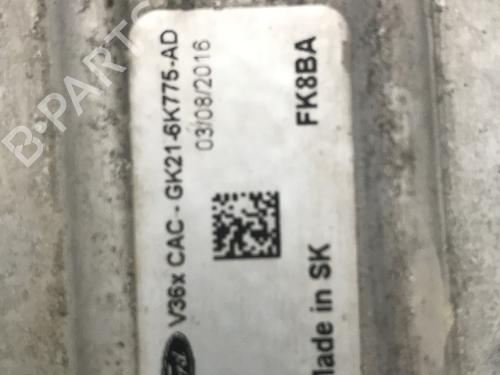 V36x CAC - GK21-6K775-AD
03/08/2016
FK8BA
Made in SK
B-PARTS